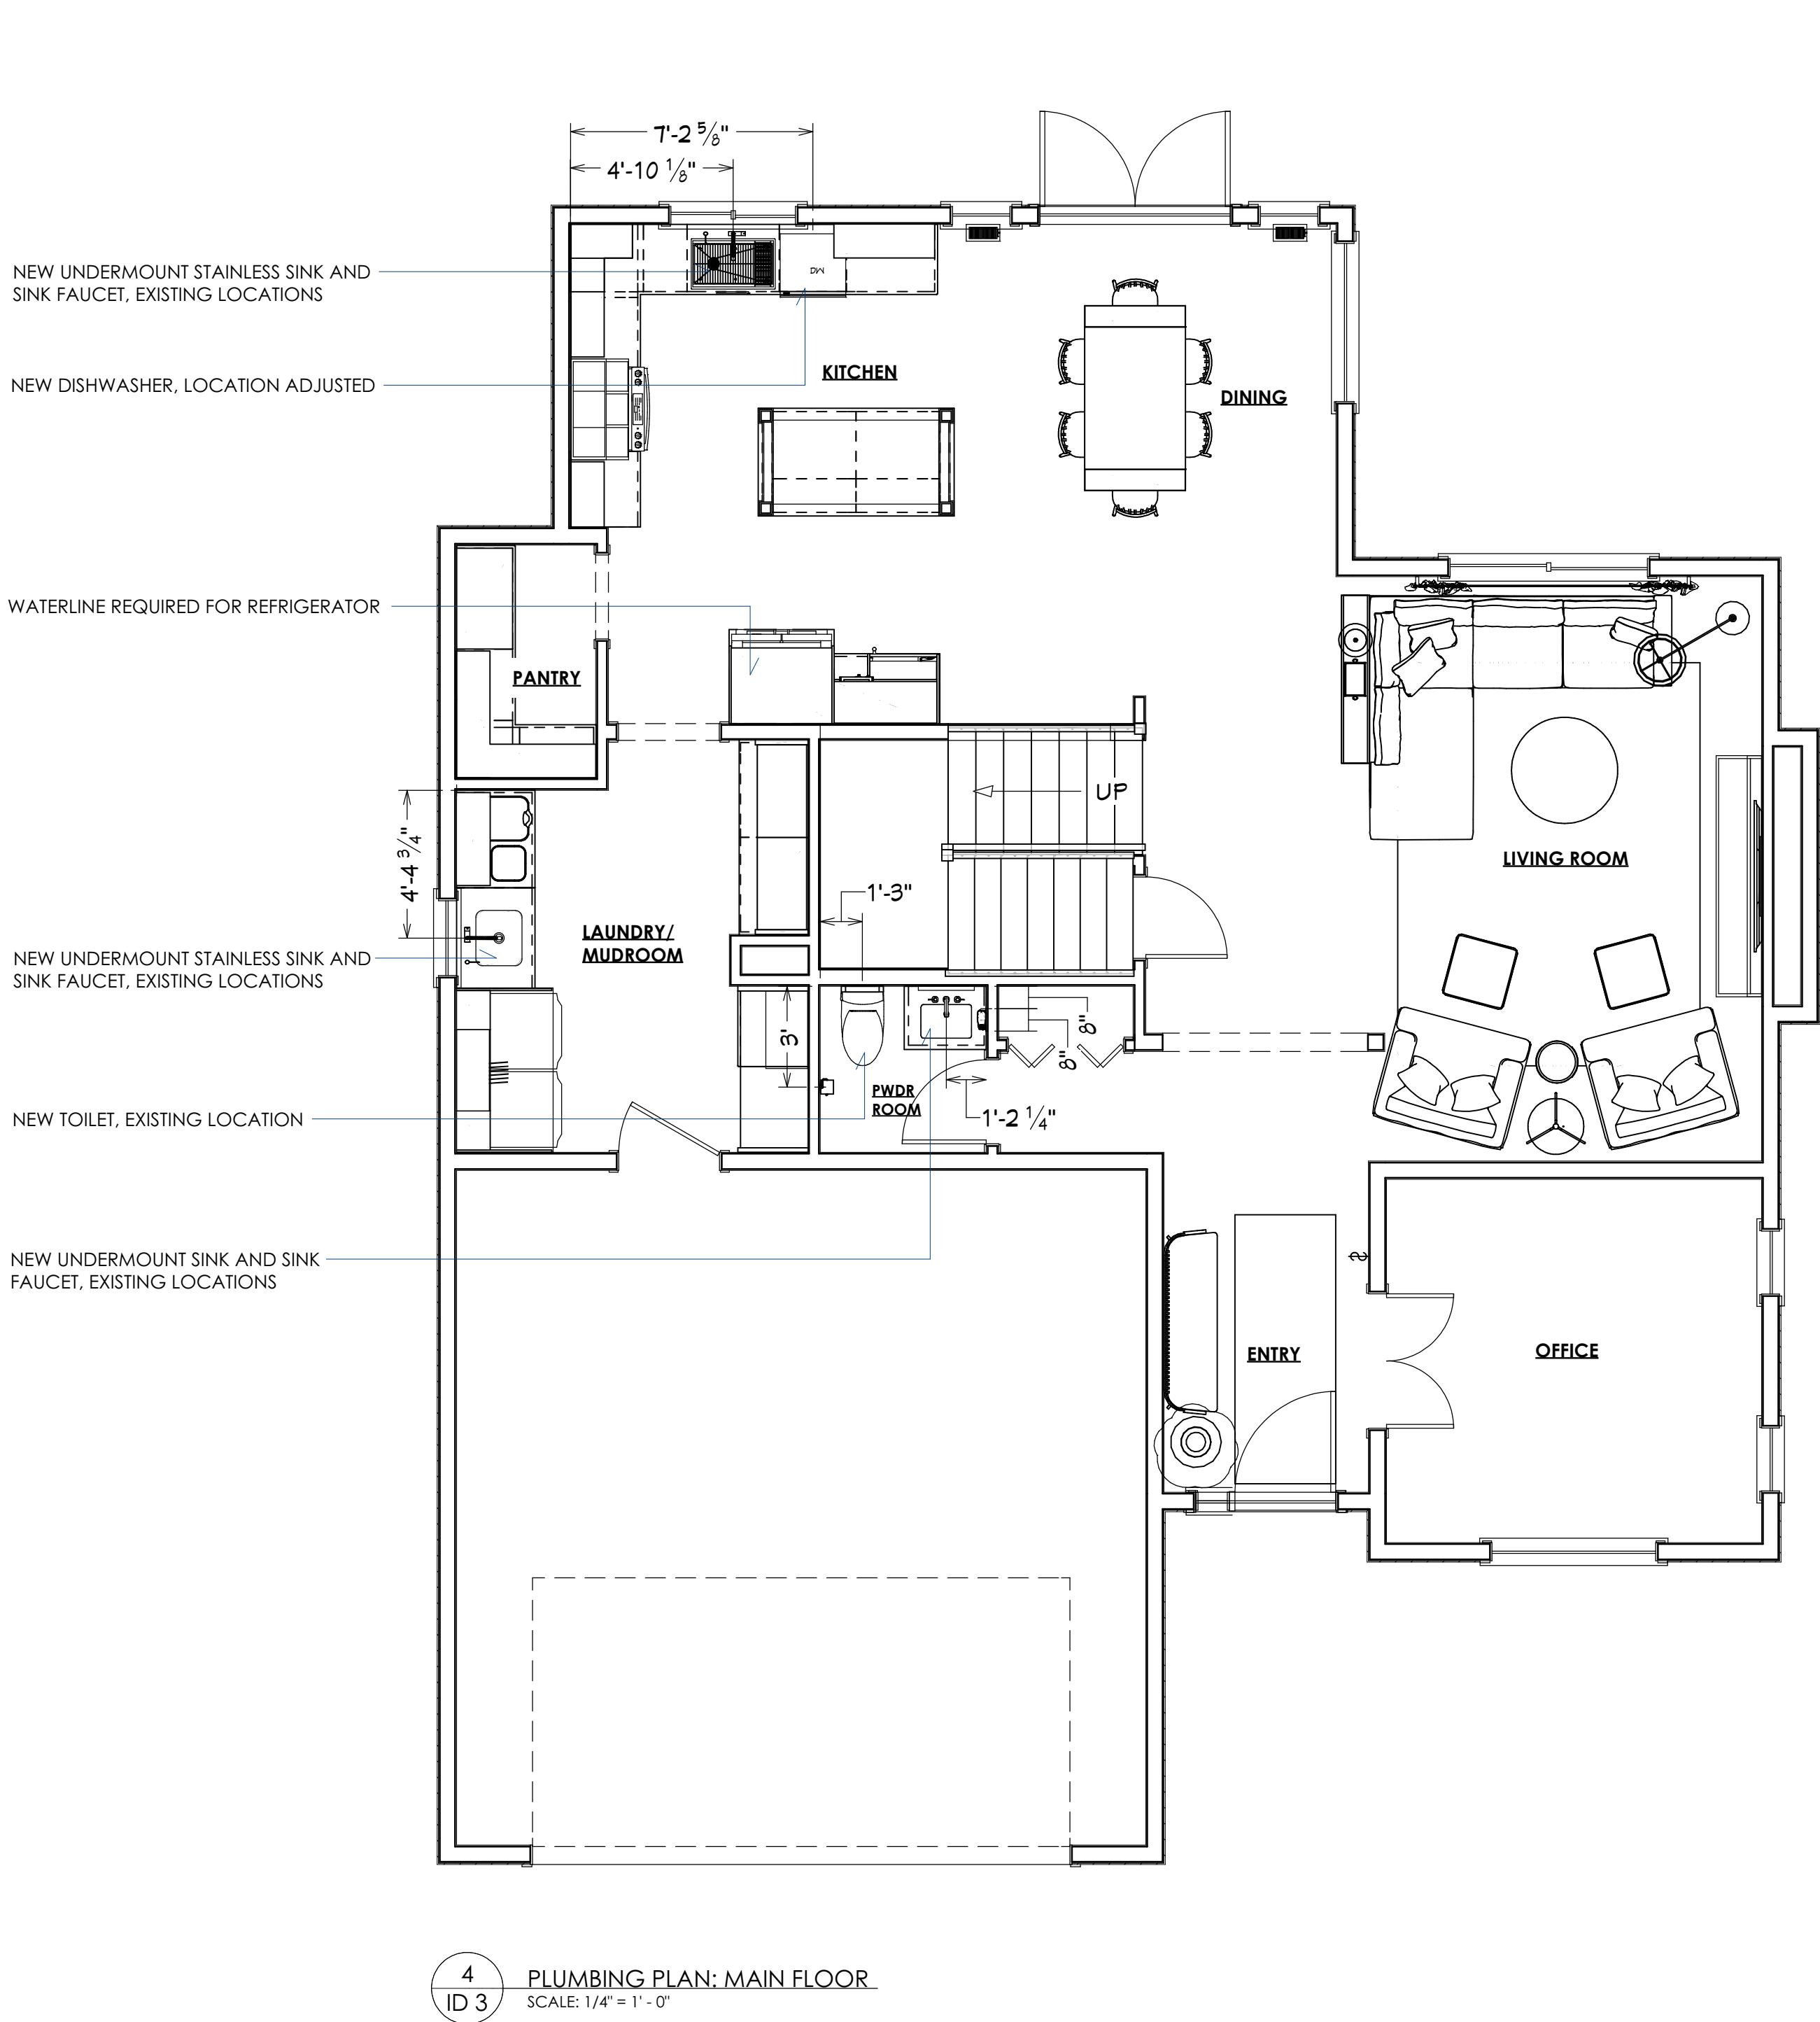 7'-2 5/8"
4'-10 1/8"
NEW UNDERMOUNT STAINLESS SINK AND
SINK FAUCET, EXISTING LOCATIONS
DW
NEW DISHWASHER, LOCATION ADJUSTED
KITCHEN
DINING
WATERLINE REQUIRED FOR REFRIGERATOR
PANTRY
UP
4'-4 3/4"
LIVING ROOM
1'-3"
LAUNDRY/
MUDROOM
NEW UNDERMOUNT STAINLESS SINK AND
SINK FAUCET, EXISTING LOCATIONS
3'
8"
8"
PWDR
ROOM
1'-2 1/4"
NEW TOILET, EXISTING LOCATION
NEW UNDERMOUNT SINK AND SINK
FAUCET, EXISTING LOCATIONS
ENTRY
OFFICE
4
ID 3
PLUMBING PLAN: MAIN FLOOR
SCALE: 1/4" = 1' - 0"